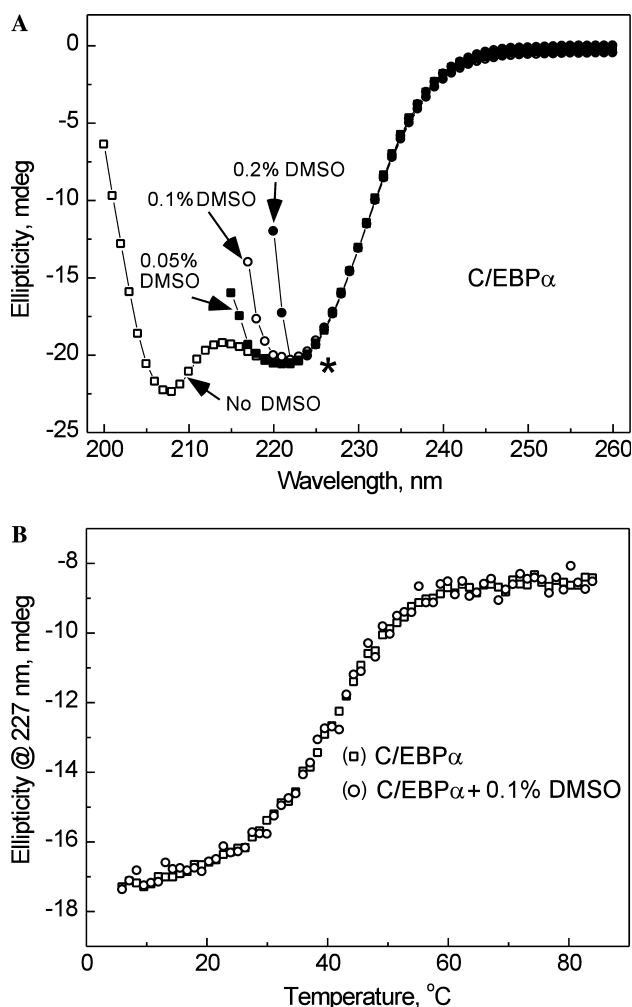 A
0
-5
-10
-15
-20
-25
Ellipticity, mdeg
0.2% DMSO
0.1% DMSO
0.05%
DMSO
No DMSO
C/EBPα
*
200 210 220 230 240 250 260
Wavelength, nm
B
-8
-10
-12
-14
-16
-18
Ellipticity @ 227 nm, mdeg
C/EBPα
C/EBPα + 0.1% DMSO
0 20 40 60 80
Temperature, °C